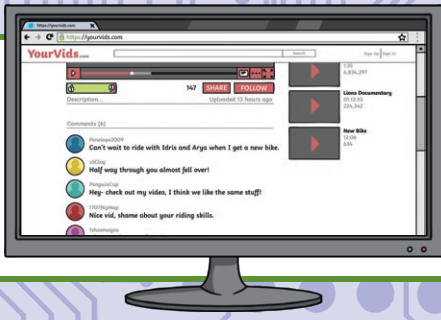 https://yourvids.com
https://yourvids.com
YourVids.com
Search
Sign Up Sign In
1:35
6,834,297
147 SHARE FOLLOW
Description... Uploaded 13 hours ago
Lions Documentary
01:12:55
224,342
Comments (6)
Penelope2009
Can't wait to ride with Idris and Arya when I get a new bike.
New Bike
12:06
634
Half way through you almost fell over!
PenguinCup
Hey- check out my video, I think we like the same stuff!
1707HipHop
Nice vid, shame about your riding skills.